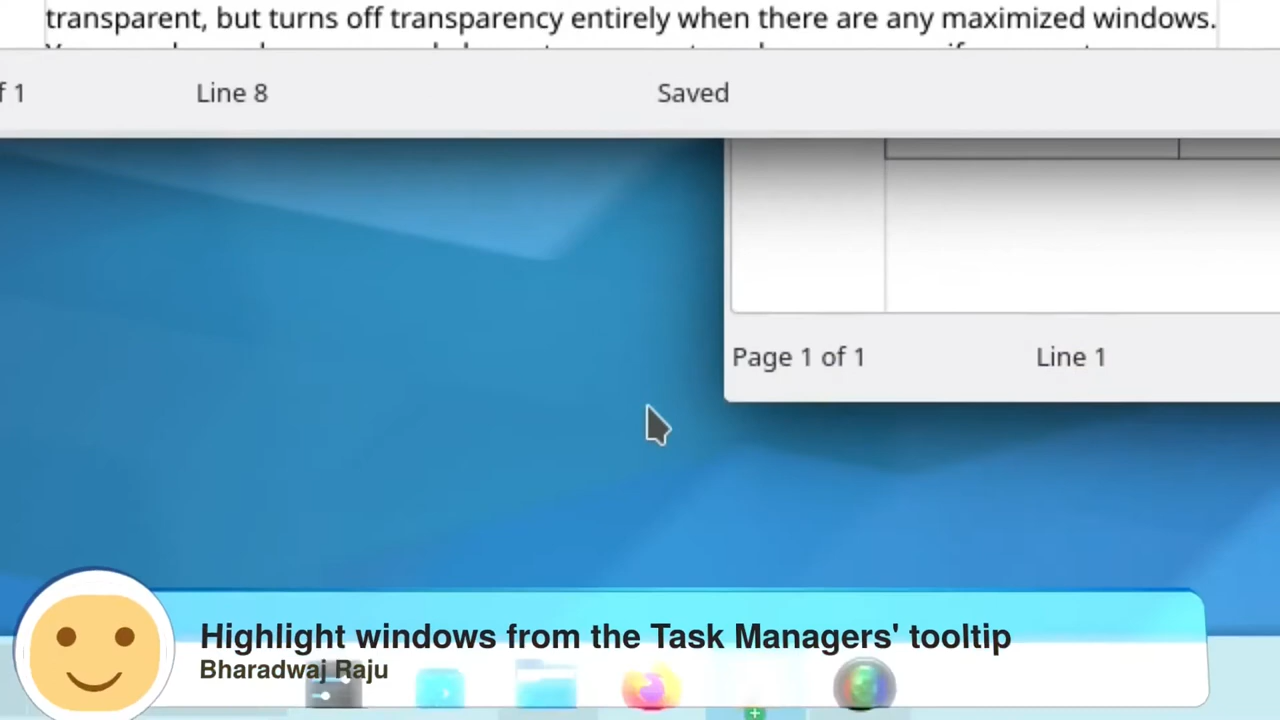 transparent, but turns off transparency entirely when there are any maximized windows.
f 1
Line 8
Saved
Page 1 of 1
Line 1
Highlight windows from the Task Managers' tooltip
Bharadwaj Raju